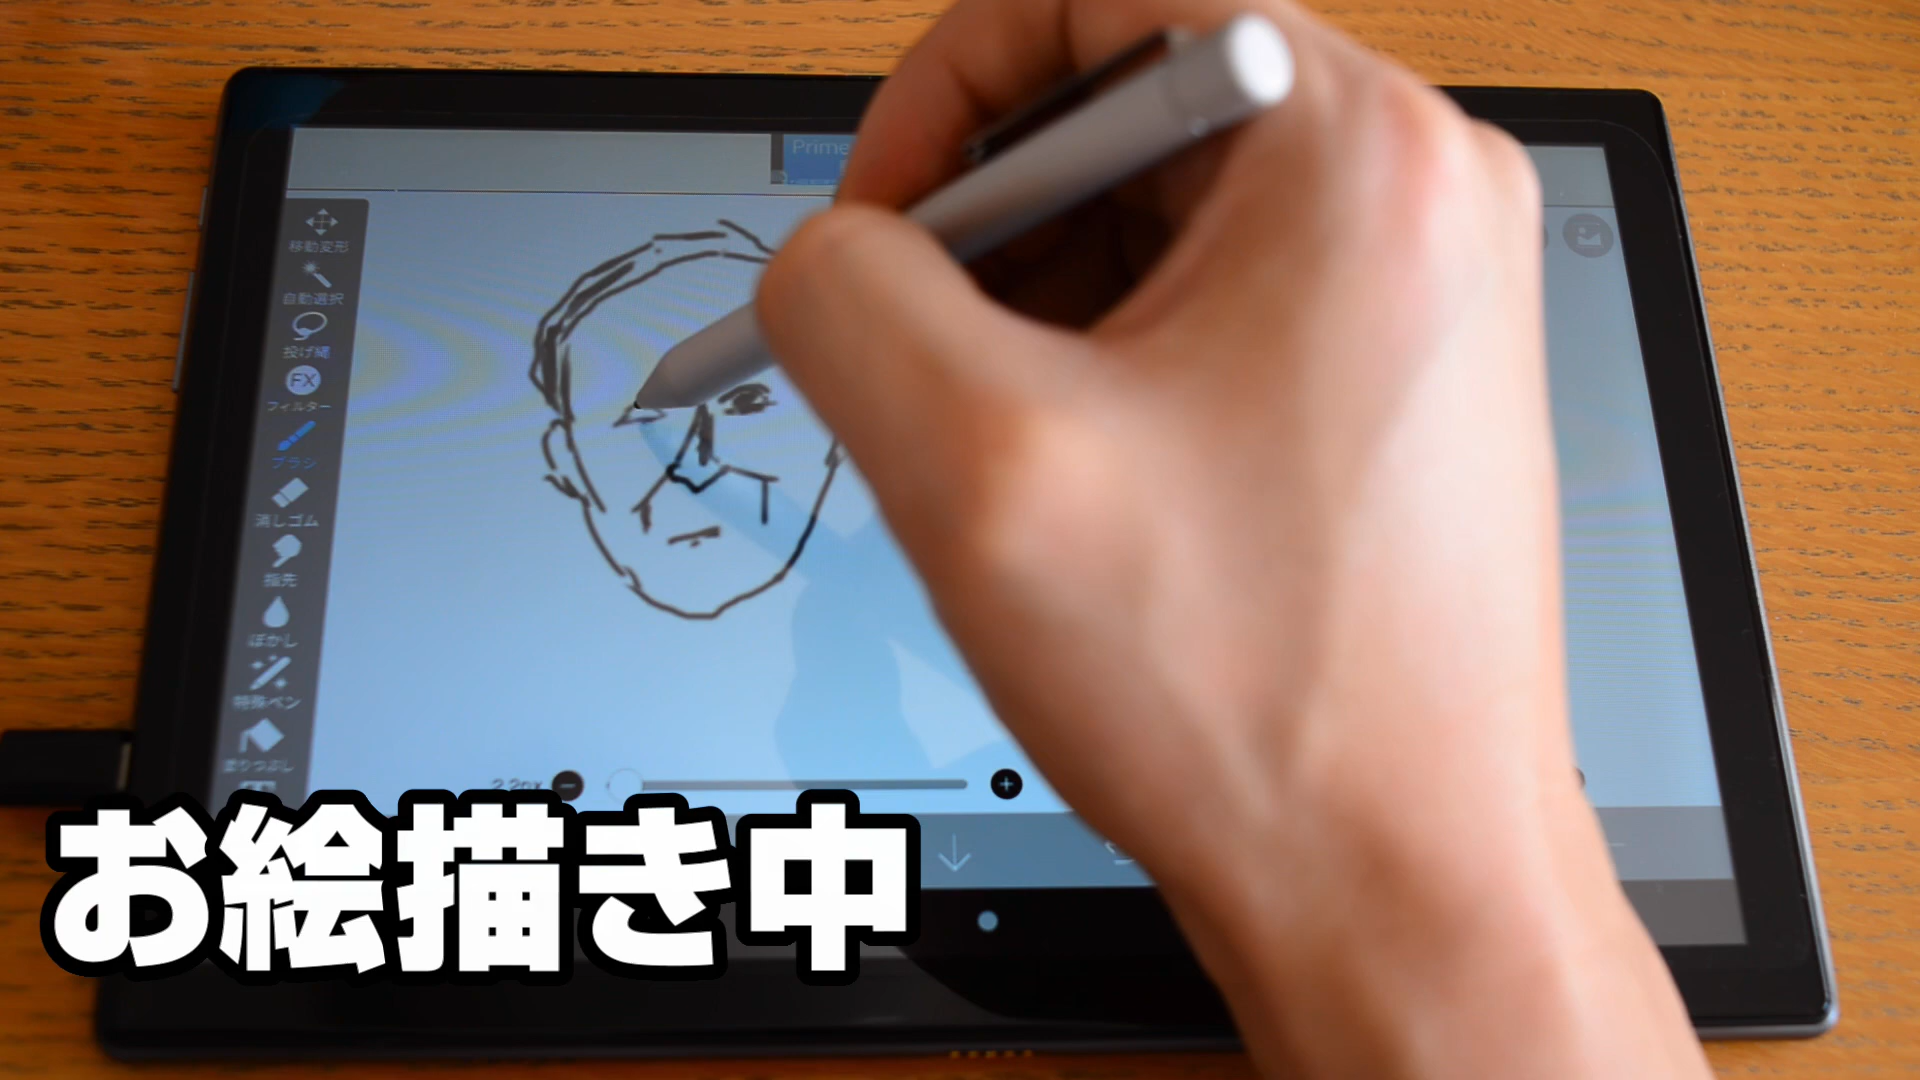 Prime
移動変形
自動選択
投げ縄
FX
フィルター
ブラシ
消しゴム
指先
ぼかし
特殊ペン
塗りつぶし
2.2px
お絵描き中